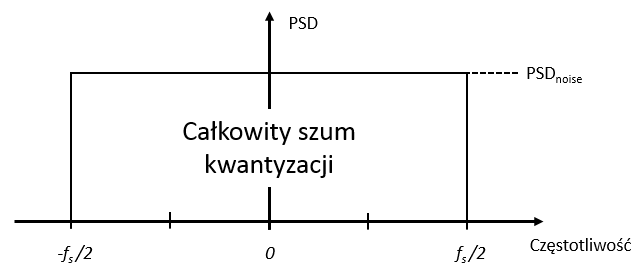 PSD
PSDnoise
Całkowity szum
kwantyzacji
-fs/2
0
fs/2
Częstotliwość